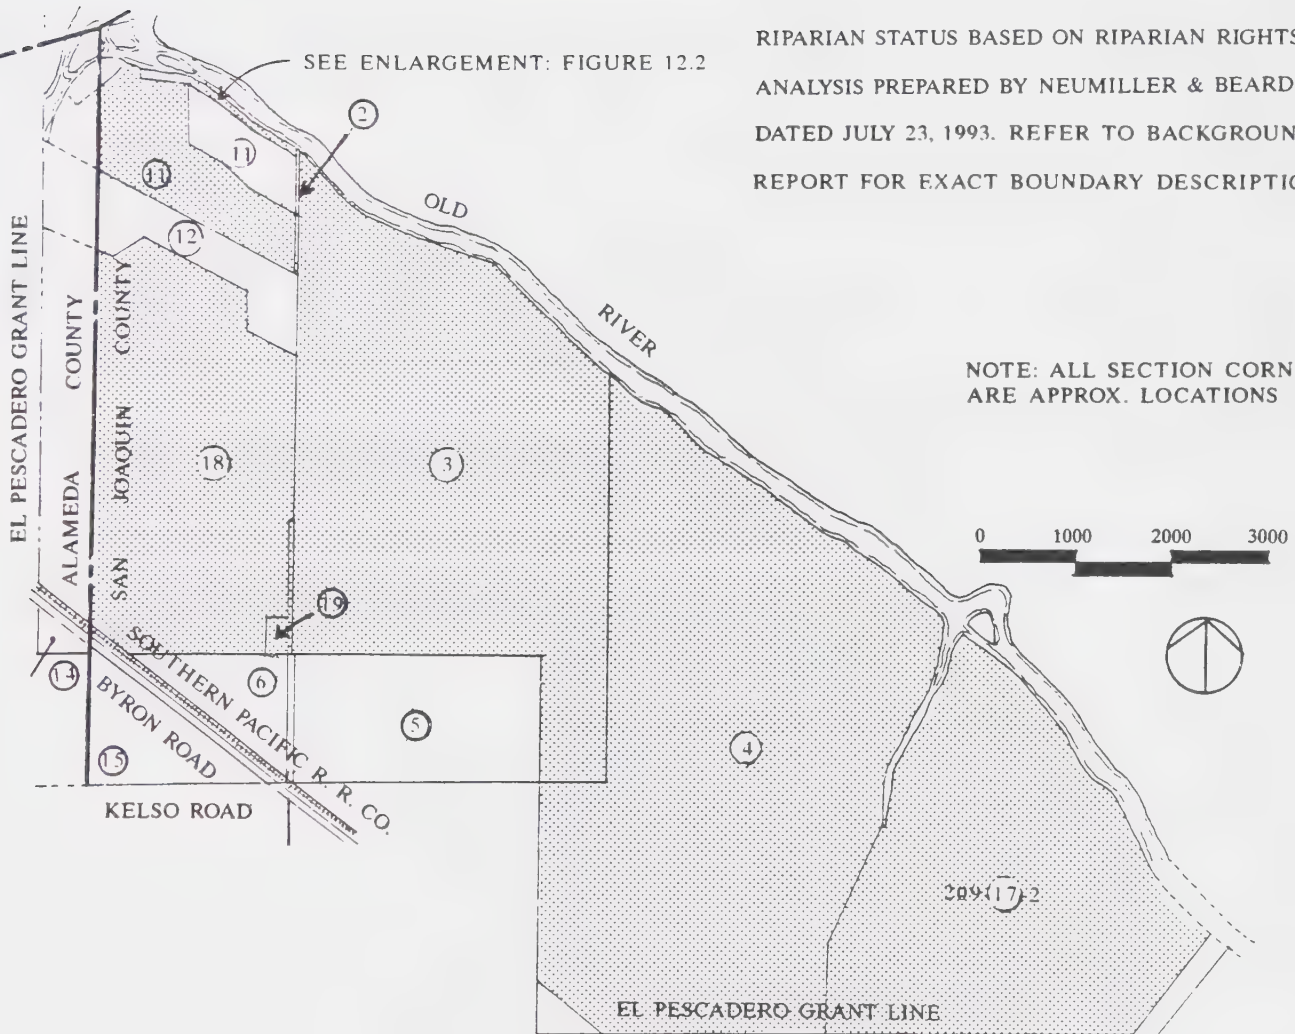 SEE ENLARGEMENT: FIGURE 12.2
RIPARIAN STATUS BASED ON RIPARIAN RIGHTS
ANALYSIS PREPARED BY NEUMILLER & BEARD
DATED JULY 23, 1993. REFER TO BACKGROUN
REPORT FOR EXACT BOUNDARY DESCRIPTIO
2
11
11
12
OLD
RIVER
EL PESCADERO GRANT LINE
ALAMEDA COUNTY
SAN JOAQUIN COUNTY
NOTE: ALL SECTION CORN
ARE APPROX. LOCATIONS
18
3
0 1000 2000 3000
19
14
6
5
4
15
SOUTHERN PACIFIC R. R. CO.
BYRON ROAD
KELSO ROAD
17
EL PESCADERO GRANT LINE